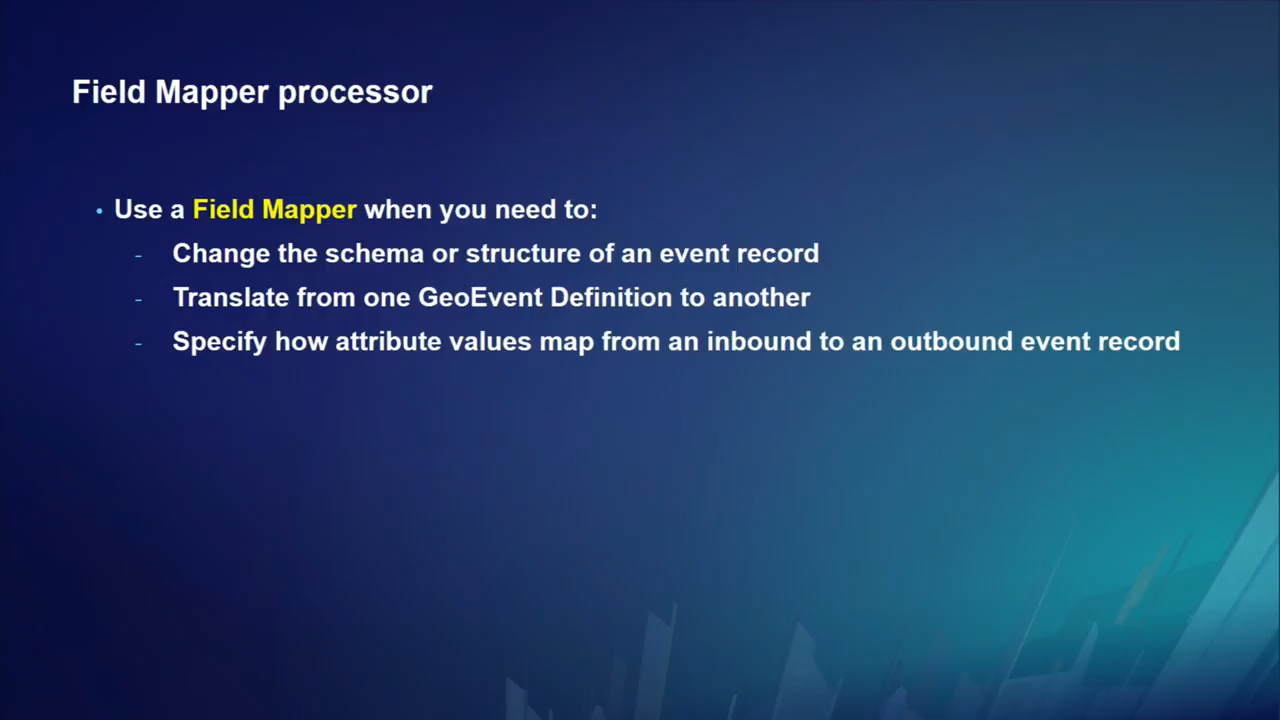 Field Mapper processor
• Use a Field Mapper when you need to:
- Change the schema or structure of an event record
- Translate from one GeoEvent Definition to another
- Specify how attribute values map from an inbound to an outbound event record